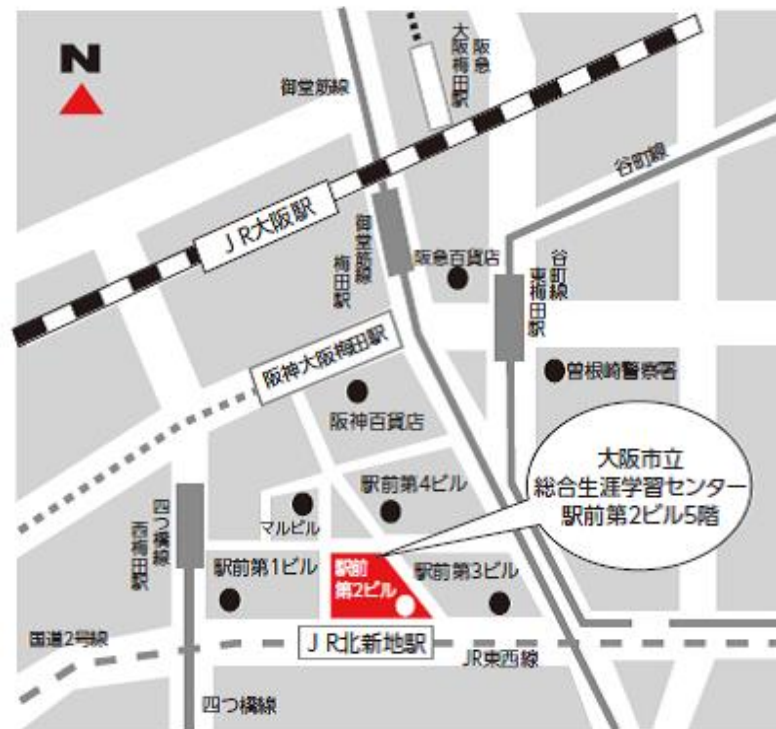 N
御堂筋線
阪急
大阪梅田駅
谷町線
JR大阪駅
御堂筋線
梅田駅
阪急百貨店
谷町線
東梅田駅
阪神大阪梅田駅
曽根崎警察署
阪神百貨店
大阪市立
総合生涯学習センター
駅前第2ビル5階
駅前第4ビル
四つ橋線
西梅田駅
マルビル
駅前第1ビル
駅前
第2ビル
駅前第3ビル
国道2号線
JR北新地駅
JR東西線
四つ橋線